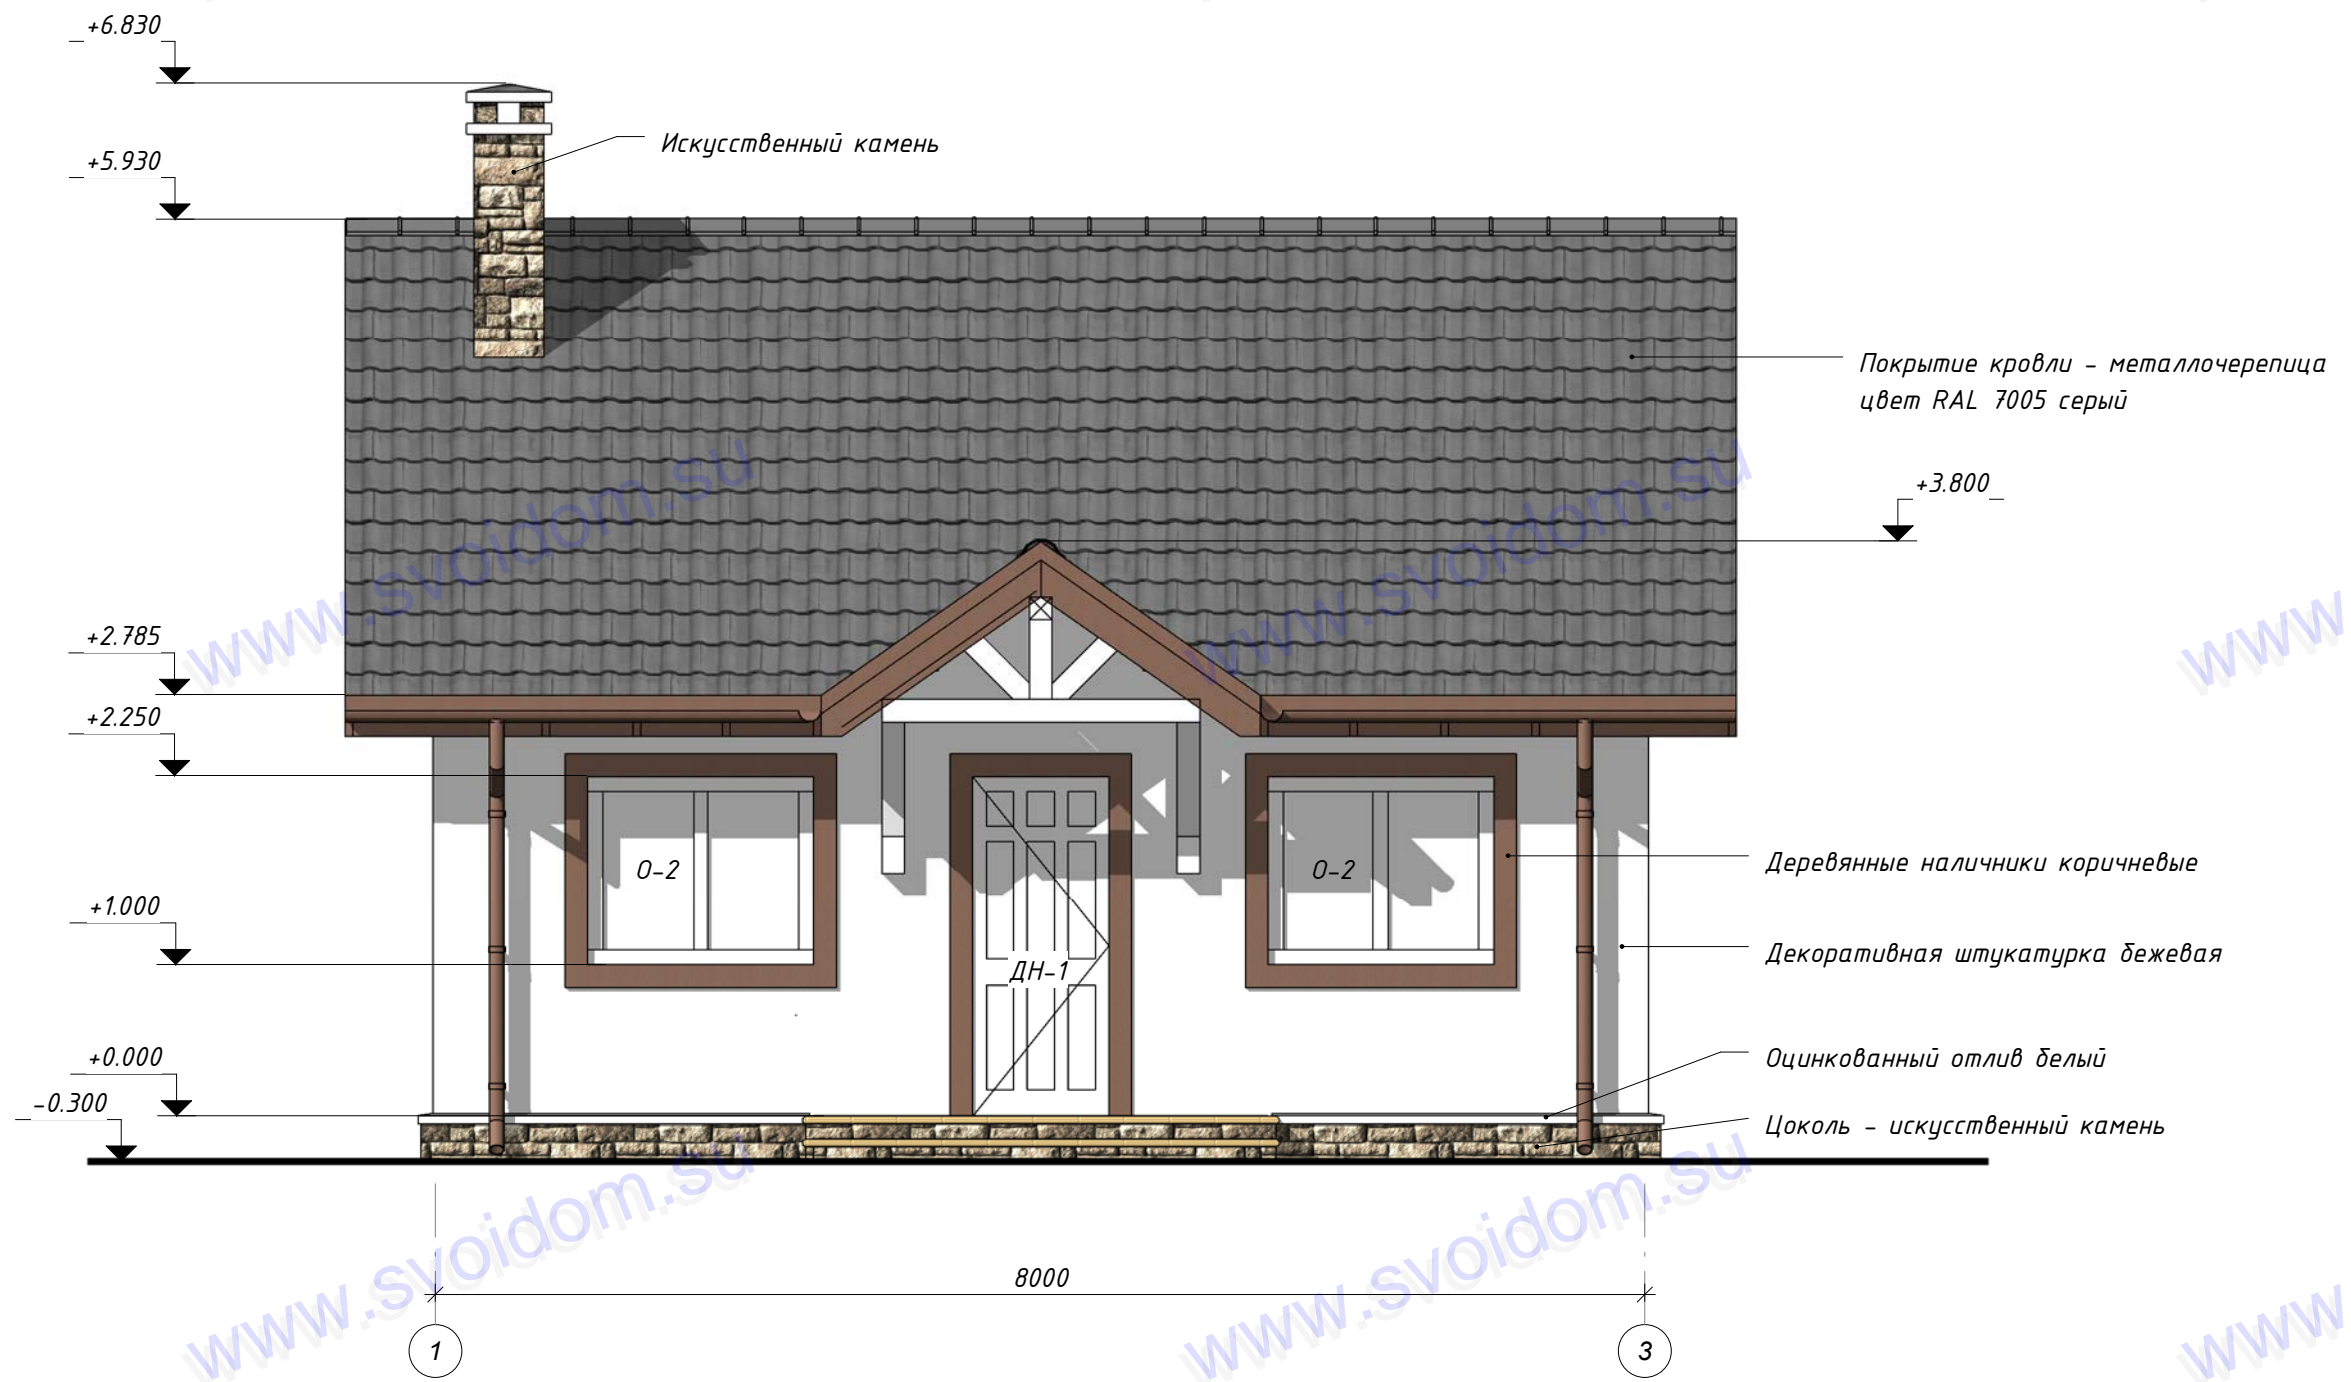 +6.830
Искусственный камень
+5.930
Покрытие кровли - металлочерепица
цвет RAL 7005 серый
+3.800
www.svoidom.su
www.svoidom.su
www
+2.785
+2.250
О-2
О-2
Деревянные наличники коричневые
+1.000
Декоративная штукатурка бежевая
ДН-1
+0.000
Оцинкованный отлив белый
-0.300
Цоколь - искусственный камень
www.svoidom.su
www.svoidom.su
www
8000
1
3